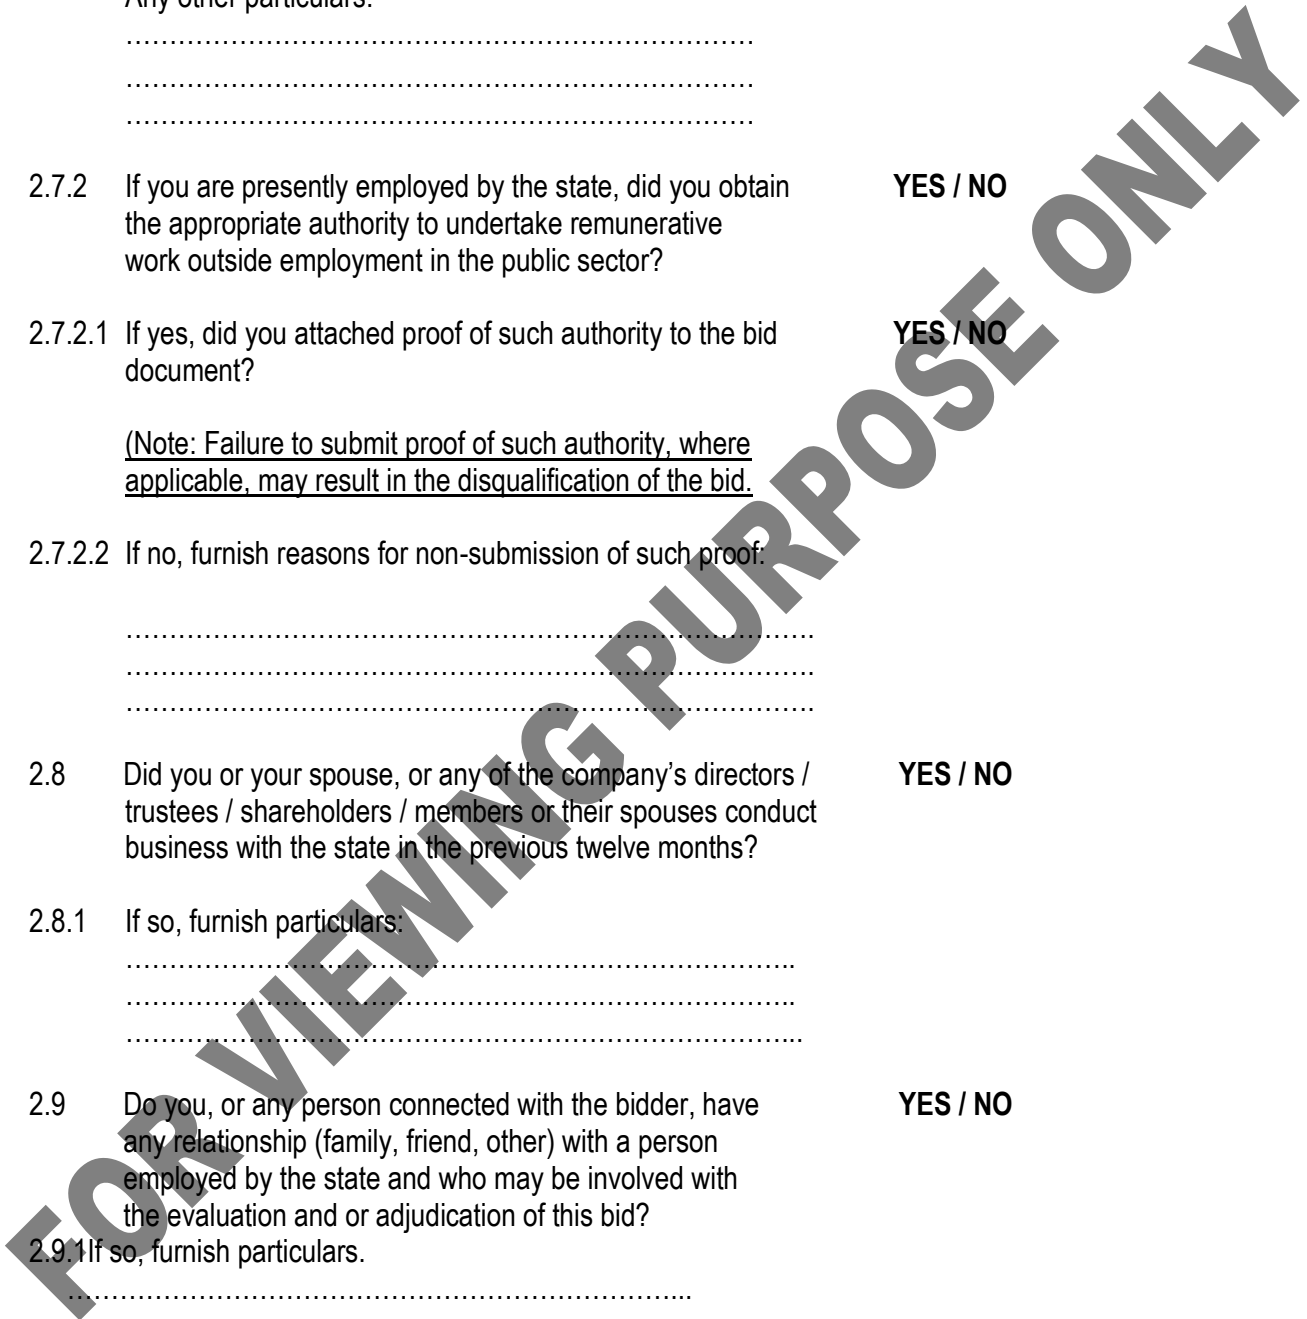 Any other particulars:
………………………………………………………………
………………………………………………………………
………………………………………………………………
2.7.2 If you are presently employed by the state, did you obtain YES / NO
the appropriate authority to undertake remunerative
work outside employment in the public sector?
2.7.2.1 If yes, did you attached proof of such authority to the bid YES / NO
document?
(Note: Failure to submit proof of such authority, where
applicable, may result in the disqualification of the bid.
2.7.2.2 If no, furnish reasons for non-submission of such proof:
…………………………………………………………………….
…………………………………………………………………….
…………………………………………………………………….
2.8 Did you or your spouse, or any of the company’s directors / YES / NO
trustees / shareholders / members or their spouses conduct
business with the state in the previous twelve months?
2.8.1 If so, furnish particulars:
…………………………………………………………………..
…………………………………………………………………..
…………………………………………………………………...
2.9 Do you, or any person connected with the bidder, have YES / NO
any relationship (family, friend, other) with a person
employed by the state and who may be involved with
the evaluation and or adjudication of this bid?
2.9.1If so, furnish particulars.
……………………………………………………………...
FOR VIEWING PURPOSE ONLY